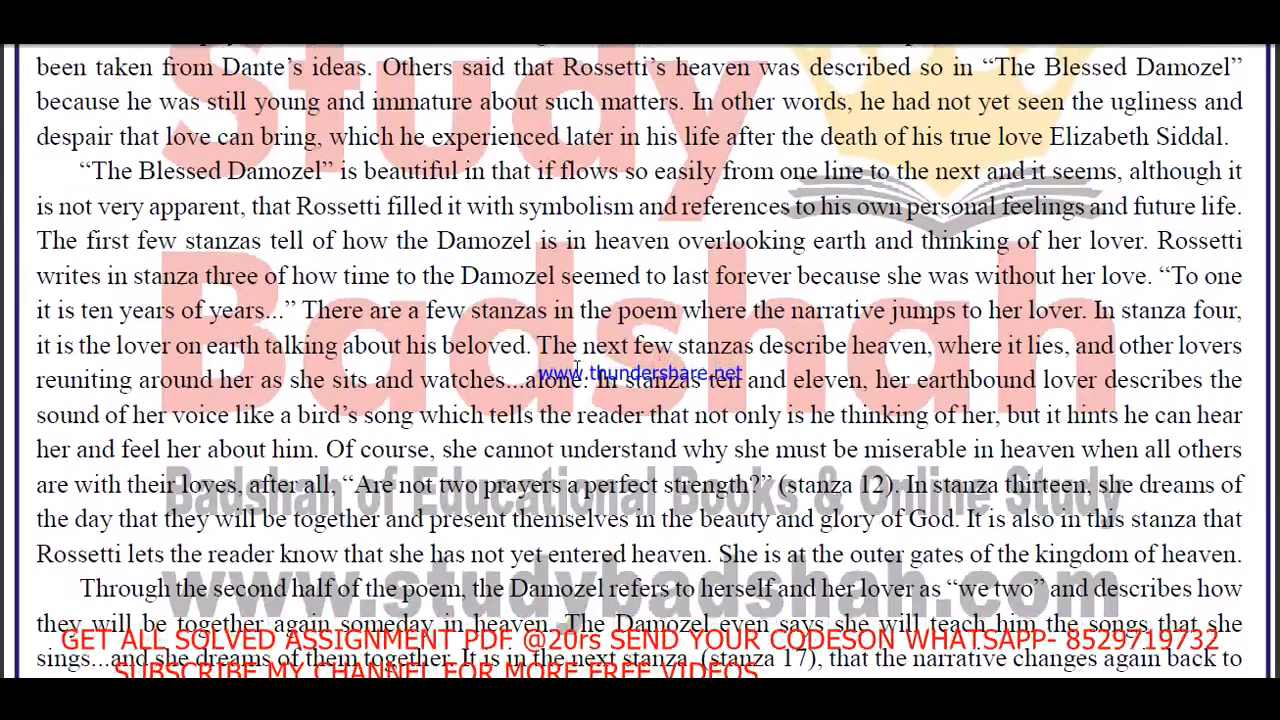 been taken from Dante's ideas. Others said that Rossetti's heaven was described so in “The Blessed Damozel”
because he was still young and immature about such matters. In other words, he had not yet seen the ugliness and
despair that love can bring, which he experienced later in his life after the death of his true love Elizabeth Siddal.
“The Blessed Damozel” is beautiful in that if flows so easily from one line to the next and it seems, although it
is not very apparent, that Rossetti filled it with symbolism and references to his own personal feelings and future life.
The first few stanzas tell of how the Damozel is in heaven overlooking earth and thinking of her lover. Rossetti
writes in stanza three of how time to the Damozel seemed to last forever because she was without her love. “To one
it is ten years of years...” There are a few stanzas in the poem where the narrative jumps to her lover. In stanza four,
it is the lover on earth talking about his beloved. The next few stanzas describe heaven, where it lies, and other lovers
www.thundershare.net
reuniting around her as she sits and watches...alone. In stanzas ten and eleven, her earthbound lover describes the
sound of her voice like a bird's song which tells the reader that not only is he thinking of her, but it hints he can hear
her and feel her about him. Of course, she cannot understand why she must be miserable in heaven when all others
are with their loves, after all, “Are not two prayers a perfect strength?” (stanza 12). In stanza thirteen, she dreams of
the day that they will be together and present themselves in the beauty and glory of God. It is also in this stanza that
Rossetti lets the reader know that she has not yet entered heaven. She is at the outer gates of the kingdom of heaven.
Through the second half of the poem, the Damozel refers to herself and her lover as “we two” and describes how
they will be together again someday in heaven. The Damozel even says she will teach him the songs that she
sings...and she dreams of them together. It is in the next stanza (stanza 17), that the narrative changes again back to
Study
Badshah
Badshah of Educational Books & Online Study
www.studybadshah.com
GET ALL SOLVED ASSIGNMENT PDF @20rs SEND YOUR CODESON WHATSAPP- 8529719732
SUBSCRIBE MY CHANNEL FOR MORE FREE VIDEOS